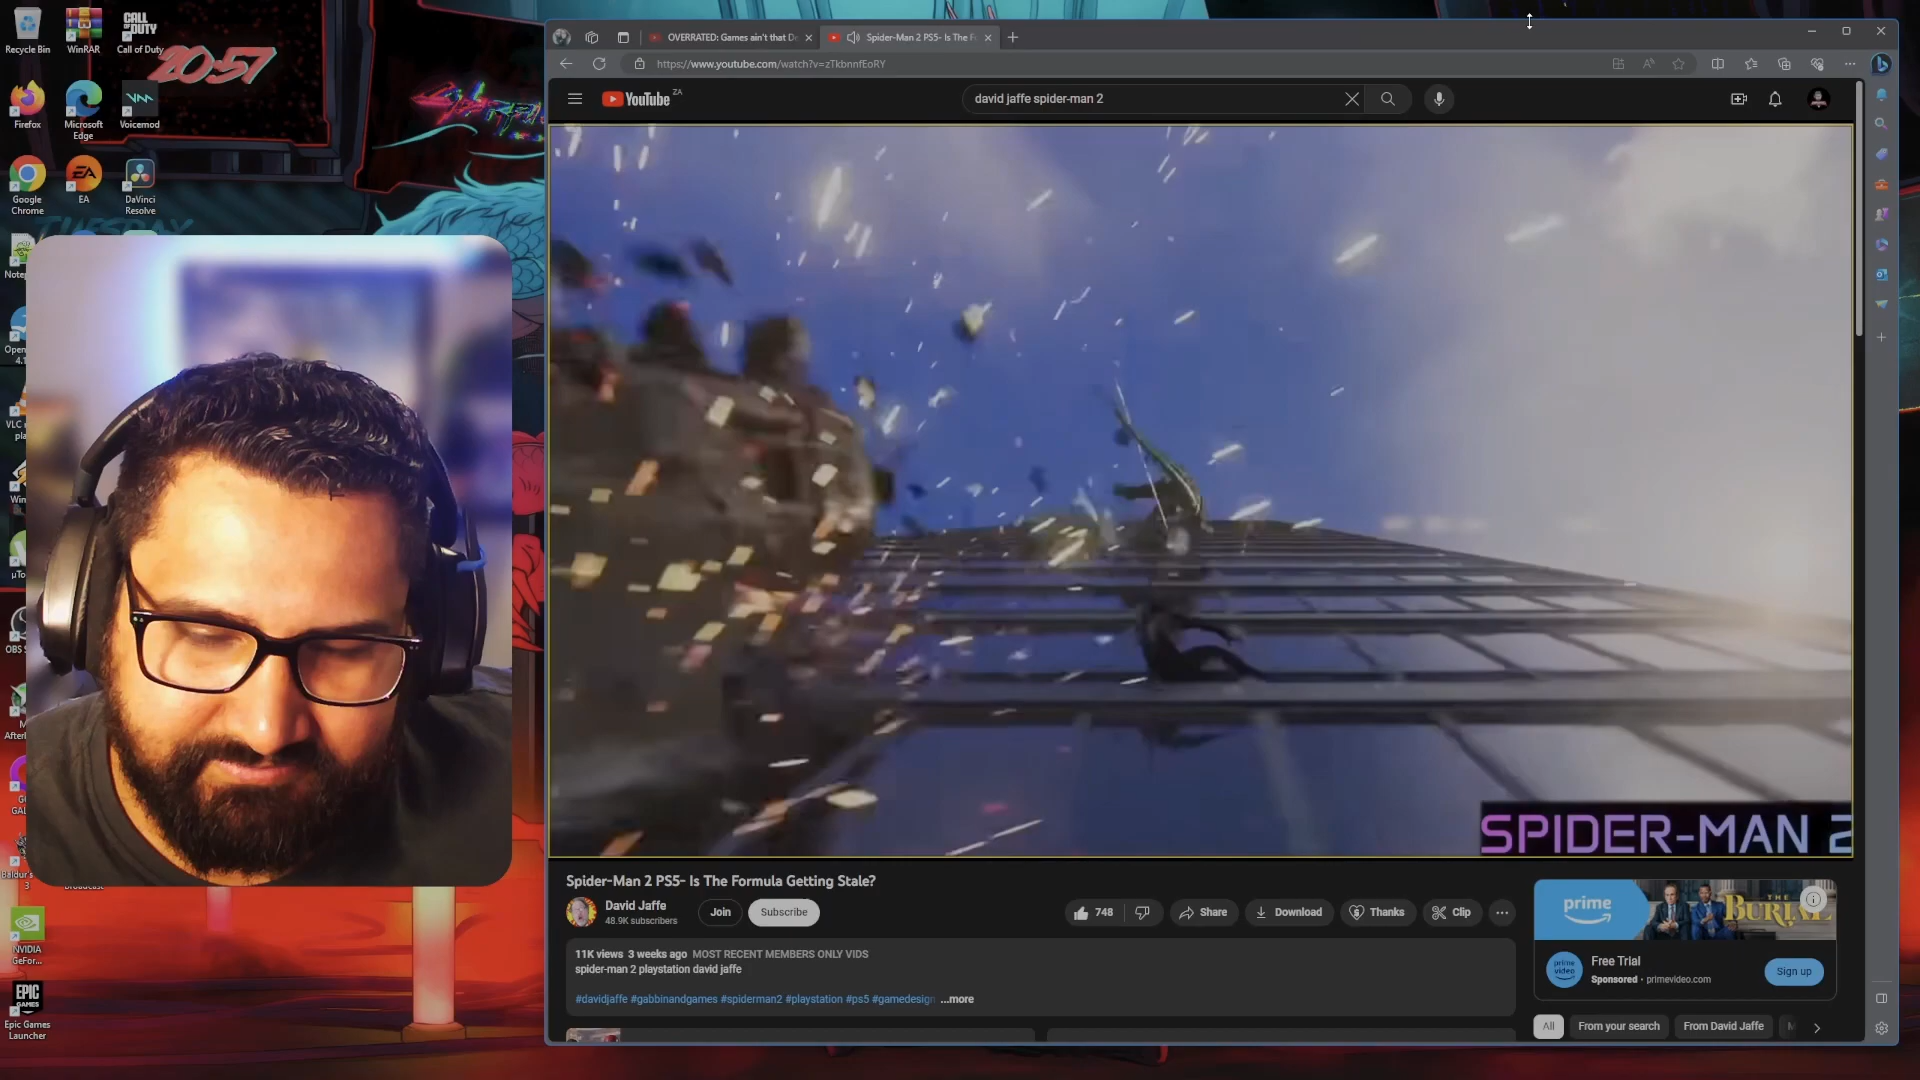 Recycle Bin
WinRAR
CALL OF DUTY
Call of Duty
20:57
Firefox
Microsoft Edge
Voicemod
Google Chrome
EA
EA
DaVinci Resolve
TUESDAY
NVIDIA GeFor...
EPIC GAMES
Epic Games Launcher
OVERRATED: Games ain't that D
Spider-Man 2 PS5- Is The F
https://www.youtube.com/watch?v=zTkbnnfEoRY
YouTube ZA
david jaffe spider-man 2
SPIDER-MAN 2
Spider-Man 2 PS5- Is The Formula Getting Stale?
David Jaffe
48.9K subscribers
Join
Subscribe
748
Share
Download
Thanks
Clip
11K views 3 weeks ago MOST RECENT MEMBERS ONLY VIDS
spider-man 2 playstation david jaffe
#davidjaffe #gabbinandgames #spiderman2 #playstation #ps5 #gamedesign ...more
prime
THE
BURIAL
prime video
Free Trial
Sponsored · primevideo.com
Sign up
All
From your search
From David Jaffe